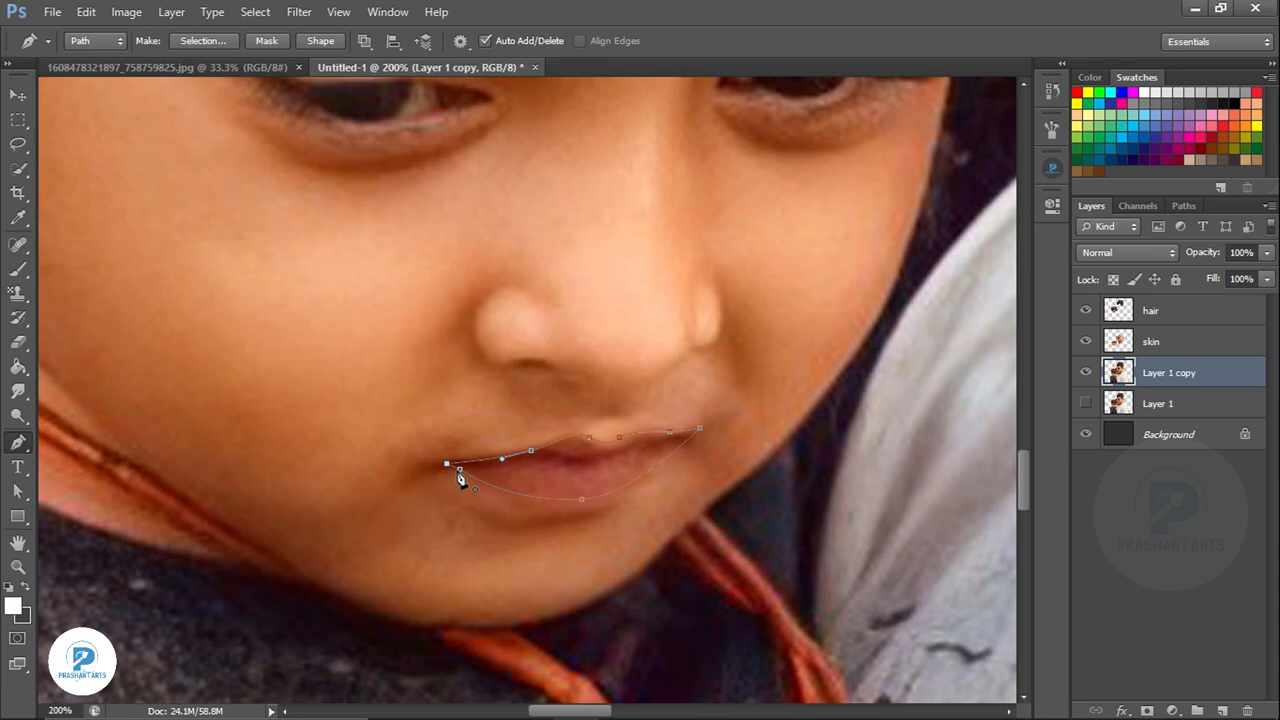 Ps File Edit Image Layer Type Select Filter View Window Help
Path Make: Selection... Mask Shape Auto Add/Delete Align Edges Essentials
1608478321897_758759825.jpg @ 33.3% (RGB/8#) × Untitled-1 @ 200% (Layer 1 copy, RGB/8) * ×
Color Swatches
Layers Channels Paths
Kind
Normal Opacity: 100%
Lock: Fill: 100%
hair
skin
Layer 1 copy
Layer 1
Background
PRASHANT ARTS
PRASHANT ARTS
200% Doc: 24.1M/58.8M